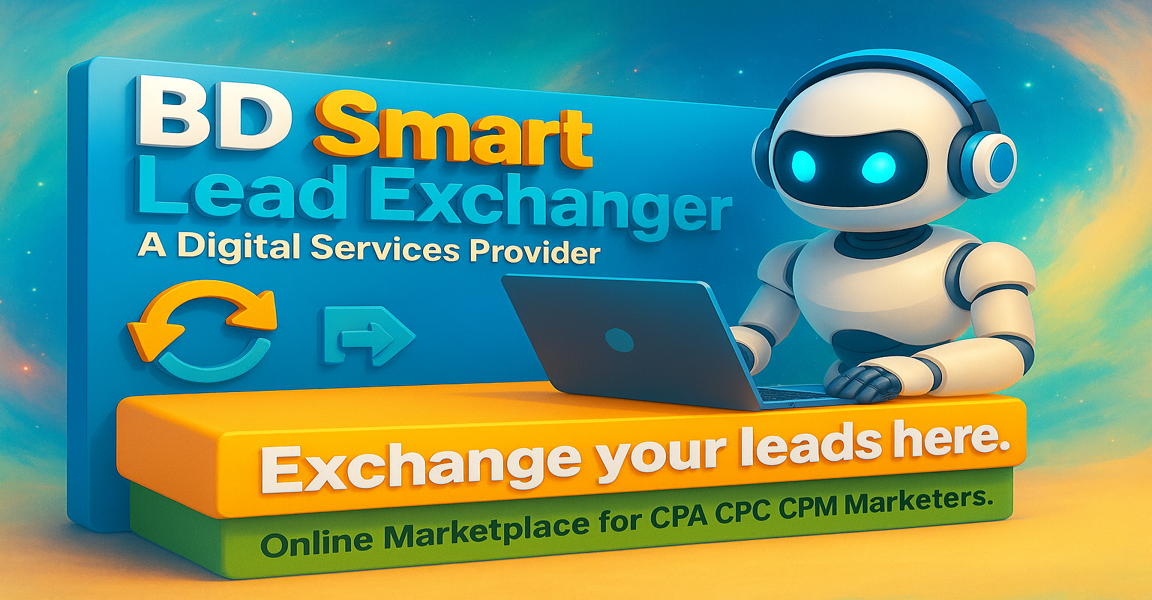 BD Smart
Lead Exchanger
A Digital Services Provider
Exchange your leads here.
Online Marketplace for CPA CPC CPM Marketers.